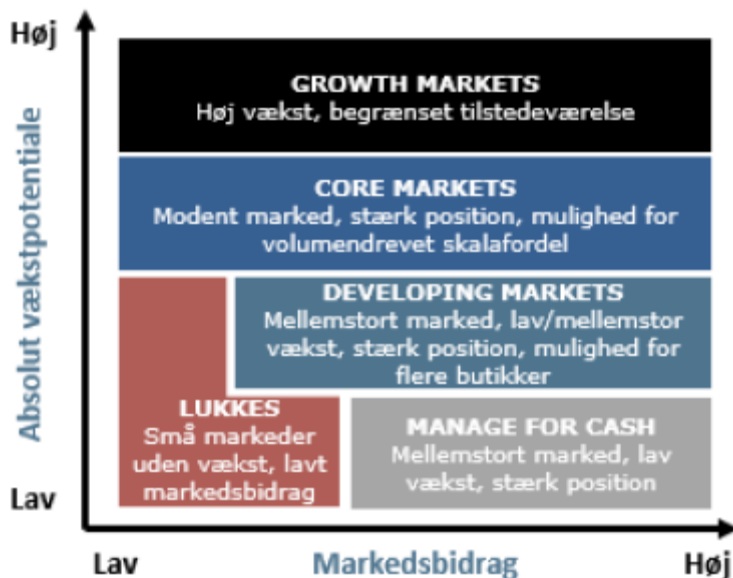 Høj
Absolut vækstpotentiale
GROWTH MARKETS
Høj vækst, begrænset tilstedeværelse
CORE MARKETS
Modent marked, stærk position, mulighed for
volumendrevet skalafordel
DEVELOPING MARKETS
Mellemstort marked, lav/mellemstor
vækst, stærk position, mulighed for
flere butikker
LUKKES
Små markeder
uden vækst, lavt
markedsbidrag
MANAGE FOR CASH
Mellemstort marked, lav
vækst, stærk position
Lav
Lav
Markedsbidrag
Høj